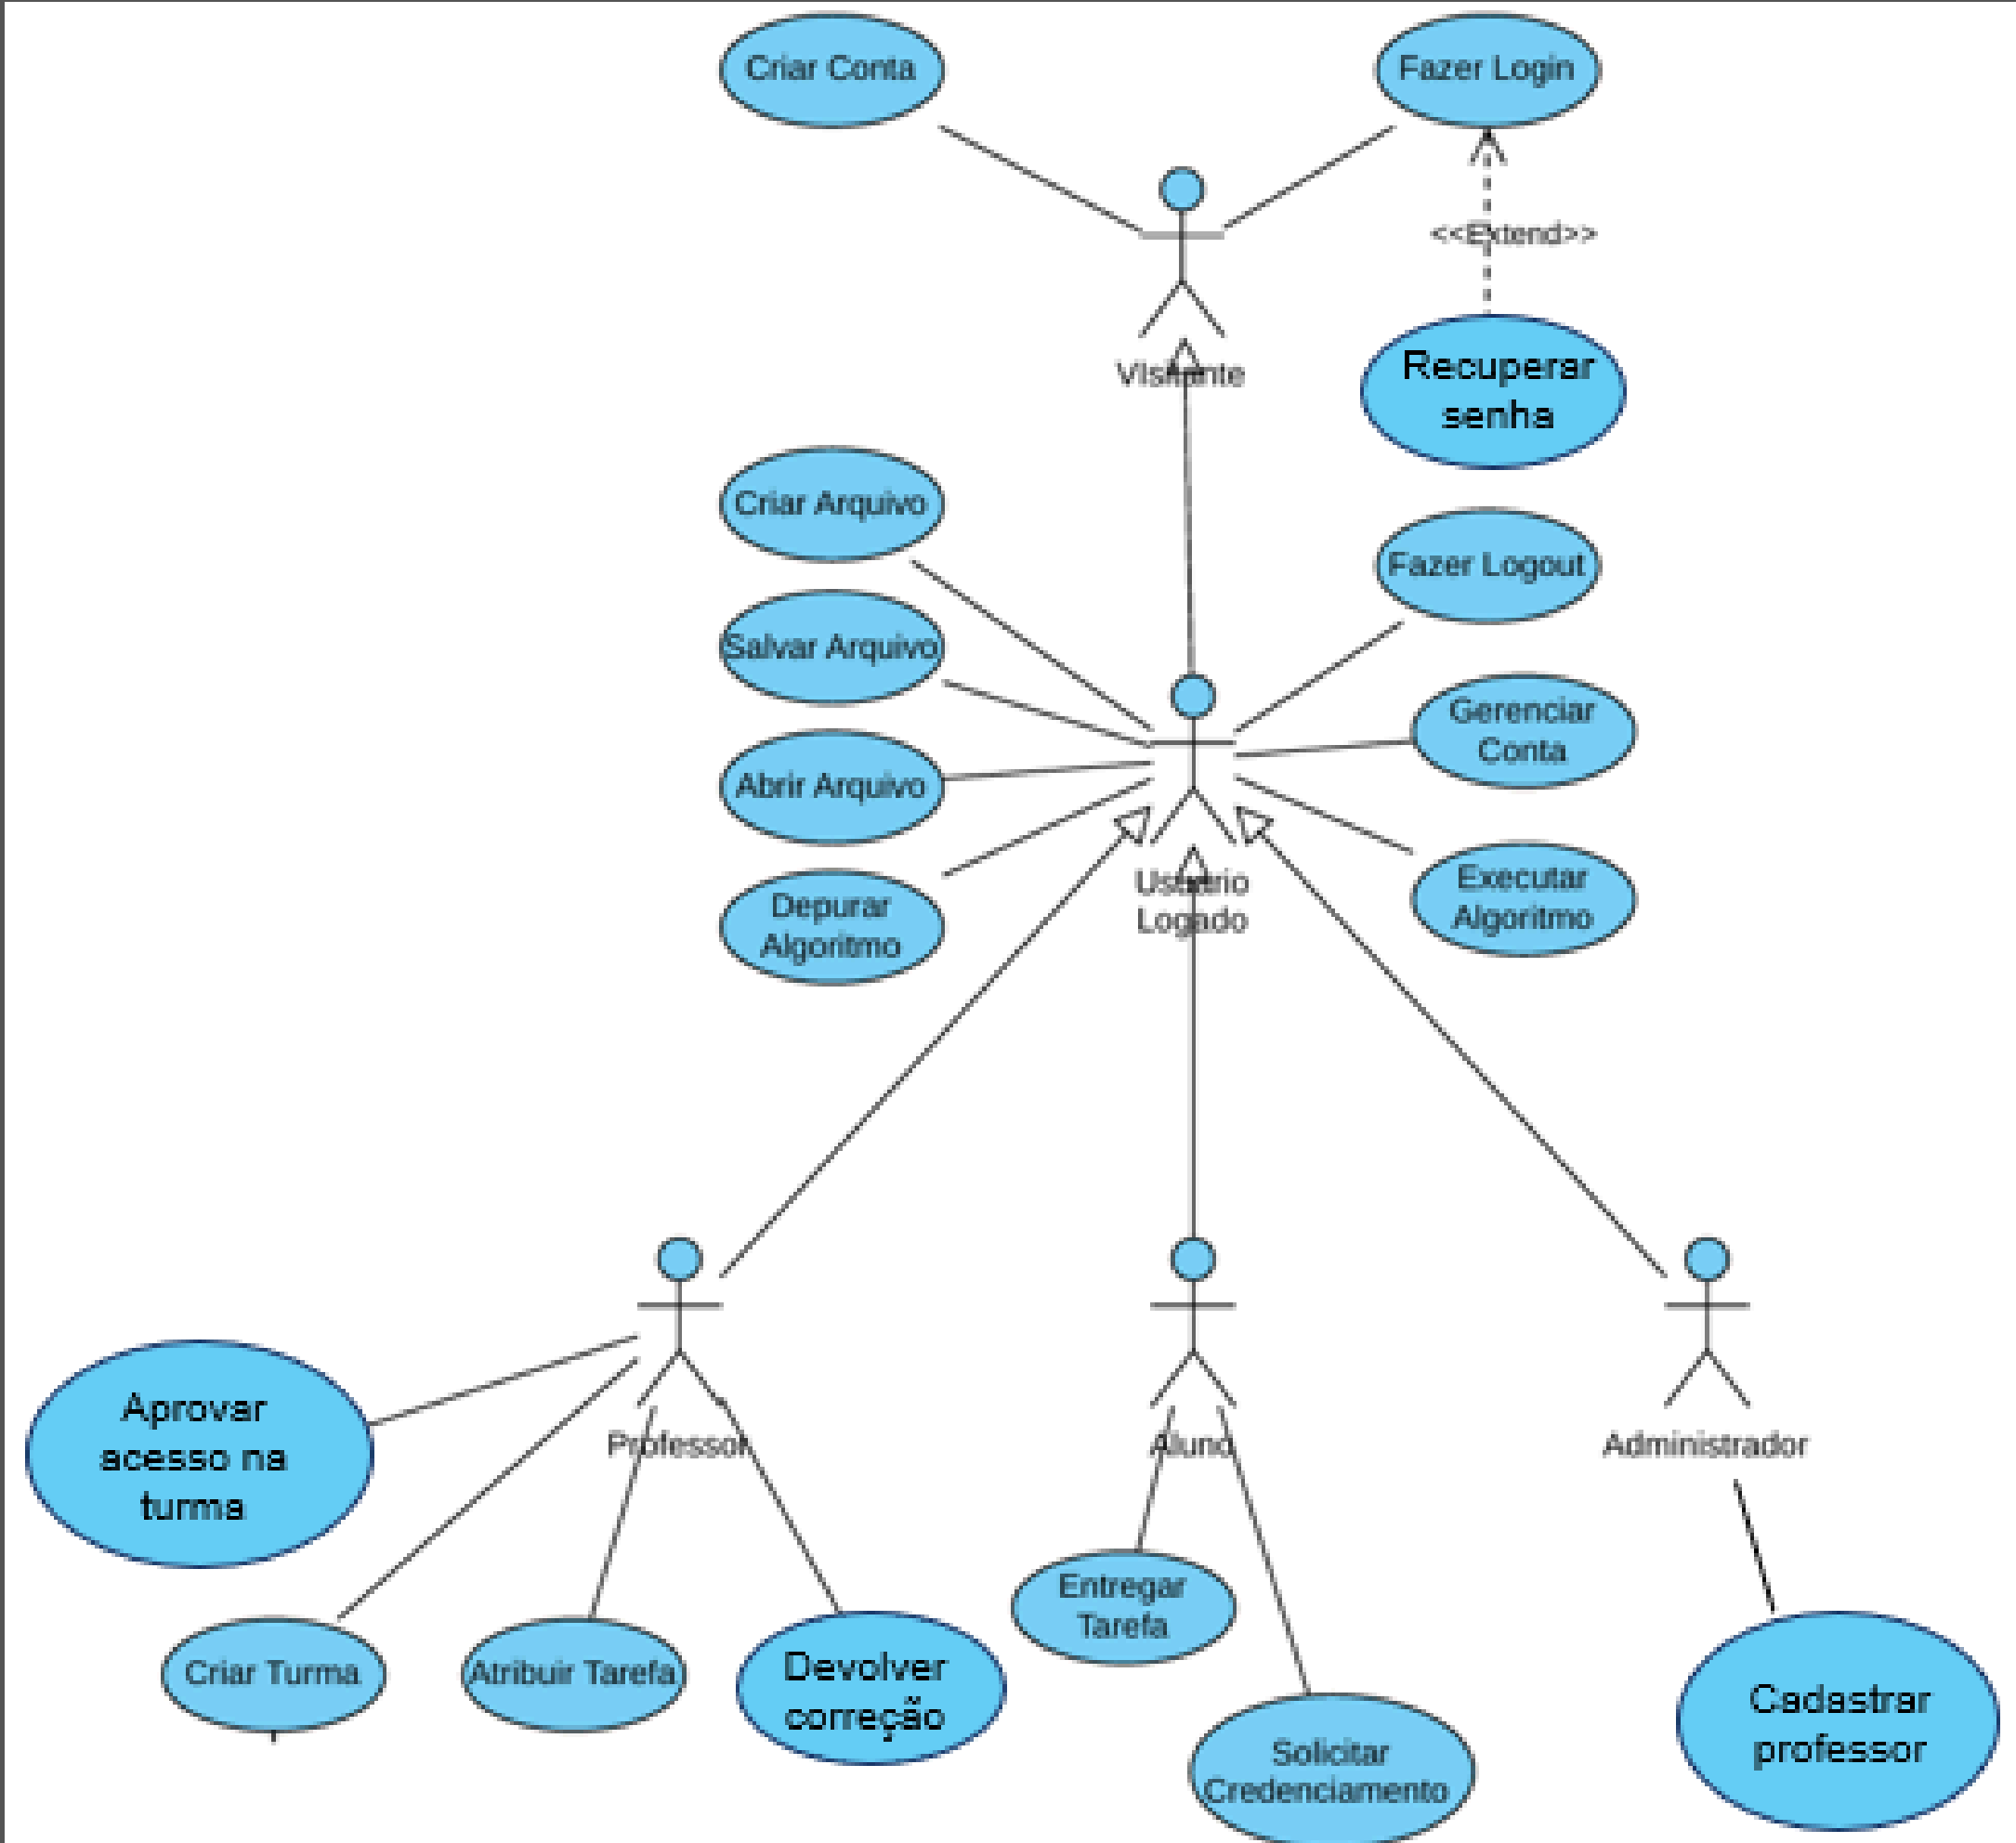 Criar Conta
Fazer Login
<<Extend>>
Visitante
Recuperar
senha
Criar Arquivo
Fazer Logout
Salvar Arquivo
Gerenciar
Conta
Abrir Arquivo
Usuário
Logado
Executar
Algoritmo
Depurar
Algoritmo
Aprovar
acesso na
turma
Professor
Aluno
Administrador
Entregar
Tarefa
Criar Turma
Atribuir Tarefa
Devolver
correção
Solicitar
Credenciamento
Cadastrar
professor